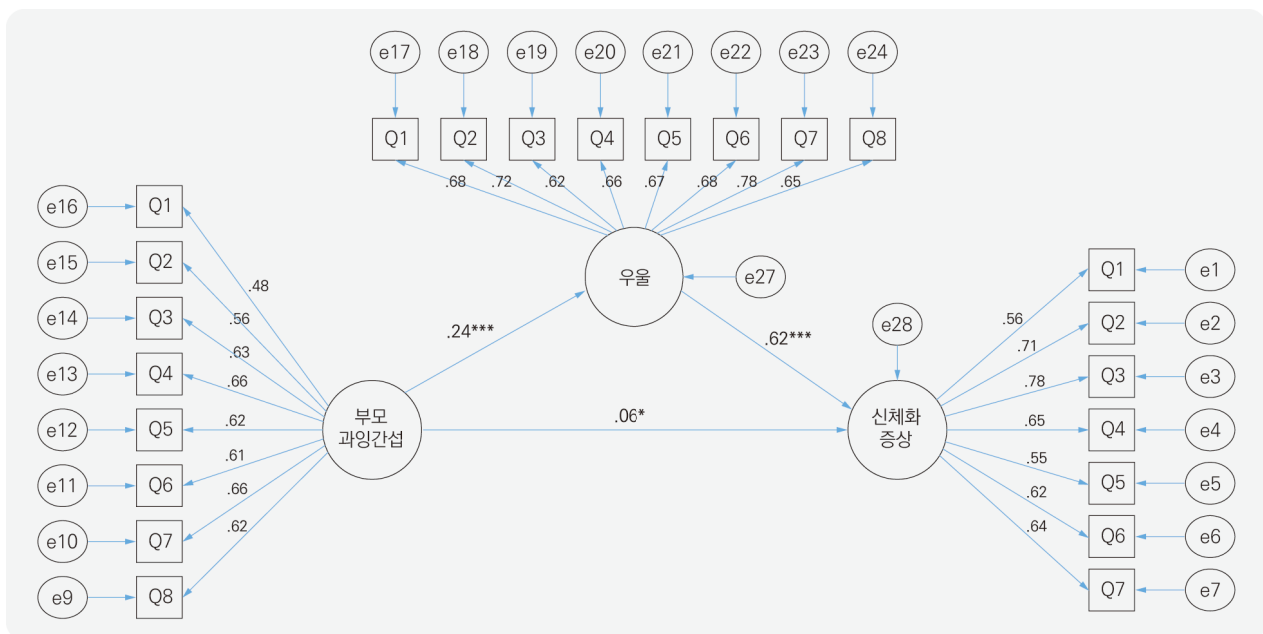 e17 e18 e19 e20 e21 e22 e23 e24
Q1 Q2 Q3 Q4 Q5 Q6 Q7 Q8
.68 .72 .62 .66 .67 .68 .78 .65
e16 Q1
e15 Q2
e14 Q3
e13 Q4
e12 Q5
e11 Q6
e10 Q7
e9 Q8
.48
.56
.63
.66
.62
.61
.66
.62
부모
과잉간섭
.24***
우울
e27
.62***
.06*
e28
신체화
증상
.56
.71
.78
.65
.55
.62
.64
Q1 e1
Q2 e2
Q3 e3
Q4 e4
Q5 e5
Q6 e6
Q7 e7